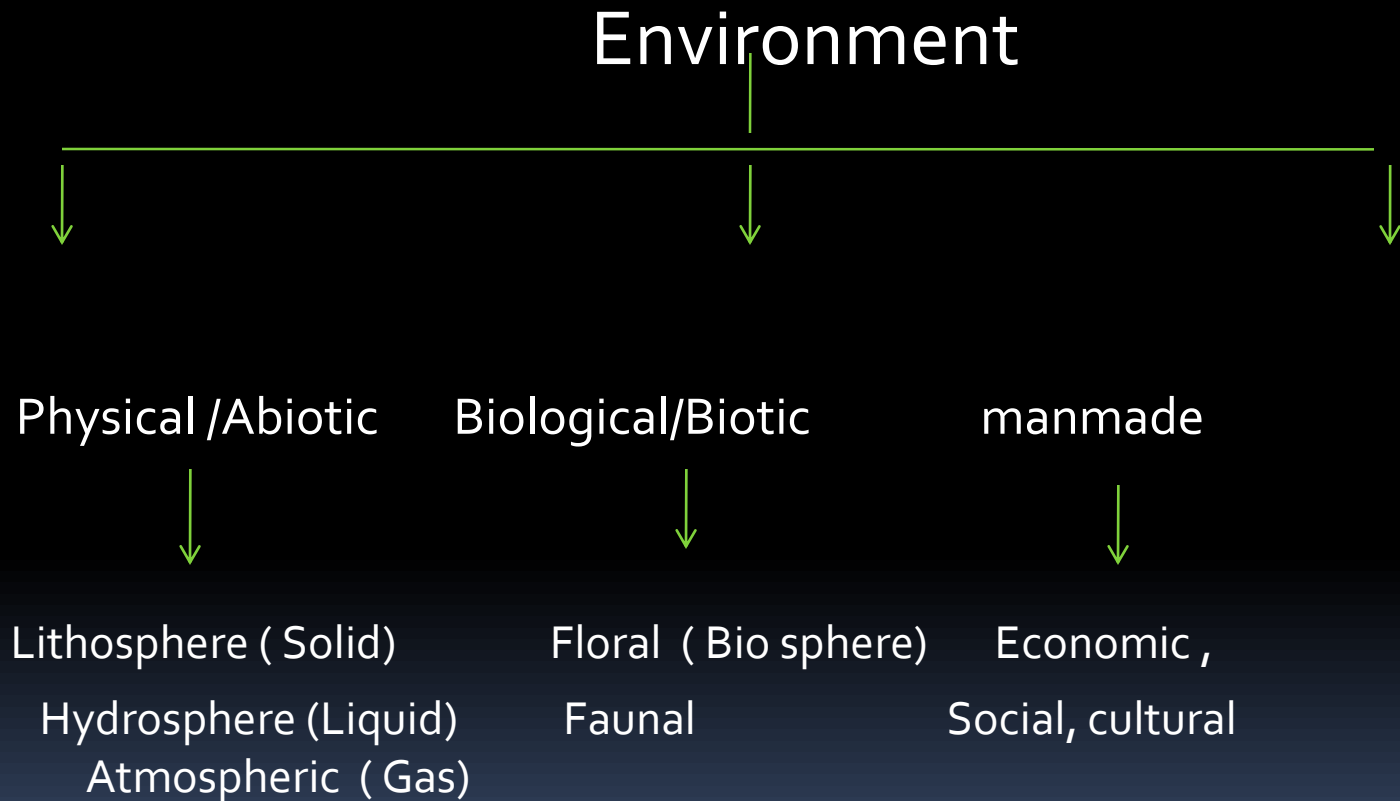 Environment
Physical /Abiotic
Biological/Biotic
manmade
Lithosphere ( Solid)
Hydrosphere (Liquid)
Atmospheric ( Gas)
Floral ( Bio sphere)
Faunal
Economic ,
Social, cultural